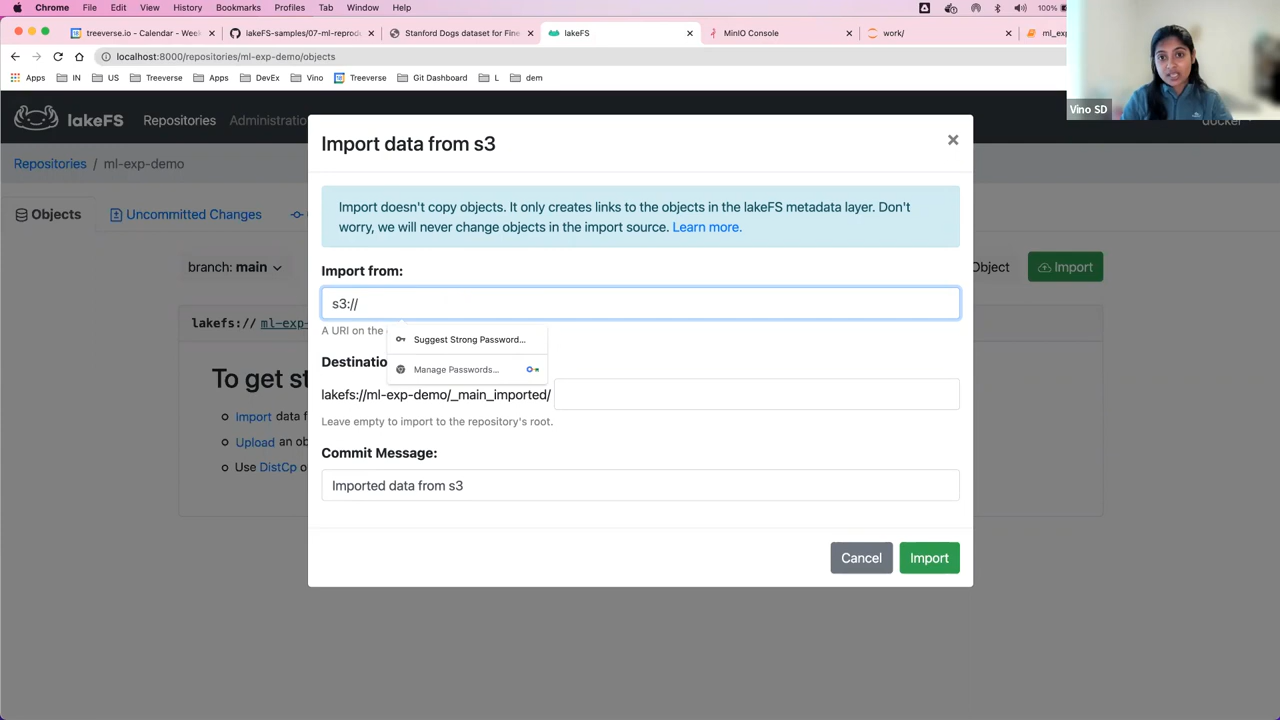 Chrome File Edit View History Bookmarks Profiles Tab Window Help 100%
treeverse.io - Calendar - Wee
lakeFS-samples/07-ml-reprod
Stanford Dogs dataset for Fine
lakeFS
MinIO Console
work/
ml_exp
localhost:8000/repositories/ml-exp-demo/objects
Apps IN US Treeverse Apps DevEx Vino Treeverse Git Dashboard L dem
Vino SD
lakeFS Repositories Administratio
docker
Repositories / ml-exp-demo
Objects Uncommitted Changes
branch: main
Object
Import
lakefs:// ml-exp-
To get st
Import data f
Upload an ob
Use DistCp o
Import data from s3
Import doesn't copy objects. It only creates links to the objects in the lakeFS metadata layer. Don't
worry, we will never change objects in the import source. Learn more.
Import from:
s3://
A URI on the
Suggest Strong Password...
Manage Passwords...
Destinatio
lakefs://ml-exp-demo/_main_imported/
Leave empty to import to the repository's root.
Commit Message:
Imported data from s3
Cancel Import